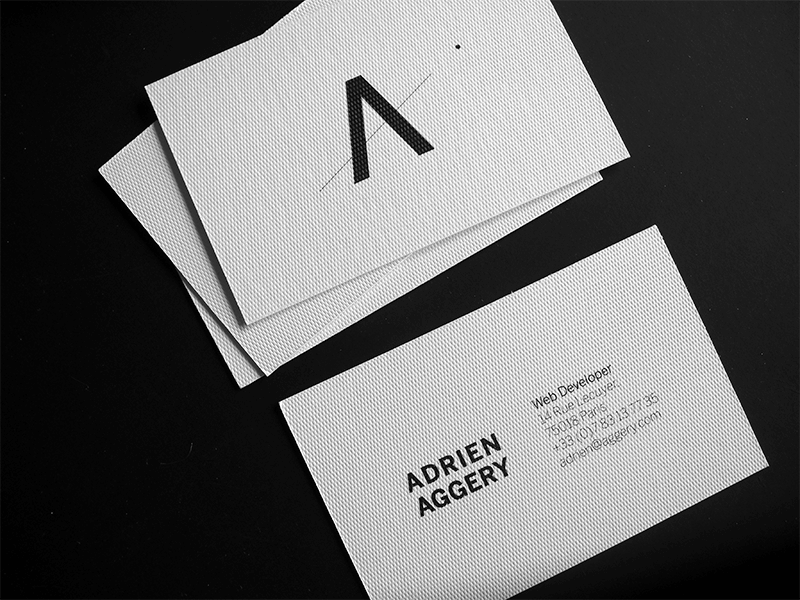 A
ADRIEN
AGGERY
Web Developer
14 Rue Lecuyer,
75018 Paris
+33 (0)7 83 13 77 35
adrien@aggery.com